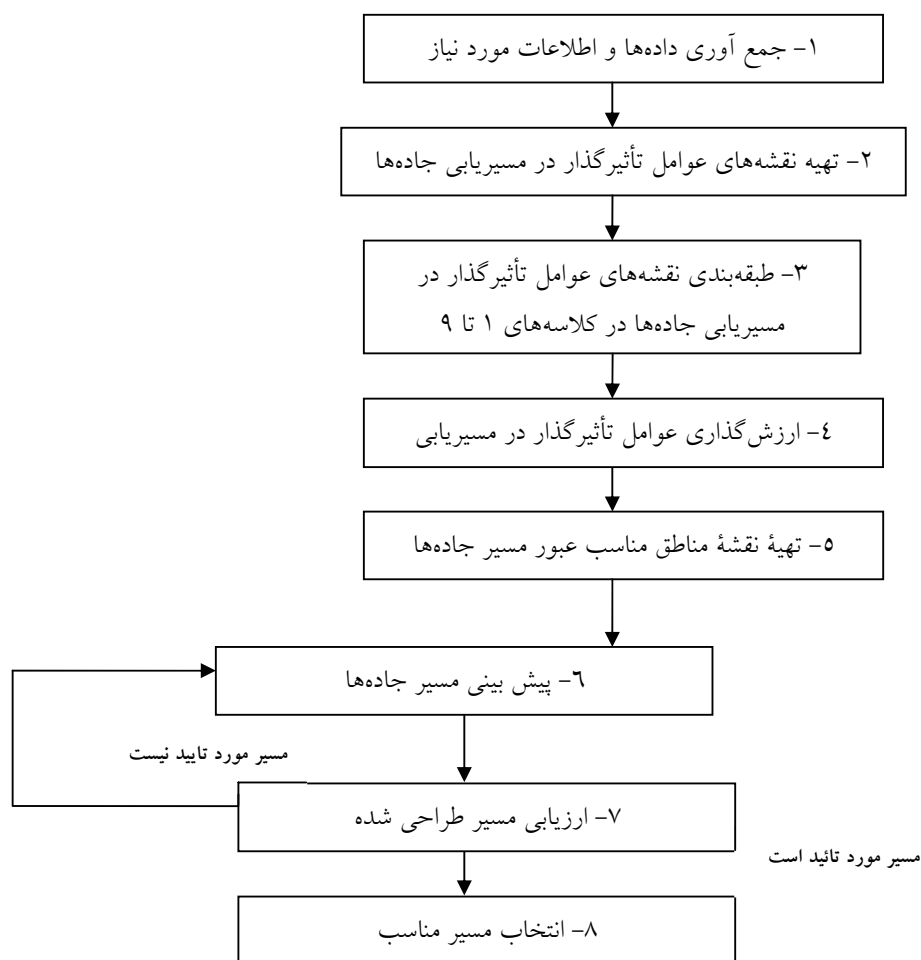 ۱- جمع آوری داده‌ها و اطلاعات مورد نیاز
۲- تهیه نقشه‌های عوامل تأثیرگذار در مسیریابی جاده‌ها
۳- طبقه‌بندی نقشه‌های عوامل تأثیرگذار در
مسیریابی جاده‌ها در کلاسه‌های ۱ تا ۹
٤- ارزش‌گذاری عوامل تأثیرگذار در مسیریابی
٥- تهیۀ نقشۀ مناطق مناسب عبور مسیر جاده‌ها
٦- پیش بینی مسیر جاده‌ها
مسیر مورد تایید نیست
۷- ارزیابی مسیر طراحی شده
مسیر مورد تائید است
۸- انتخاب مسیر مناسب